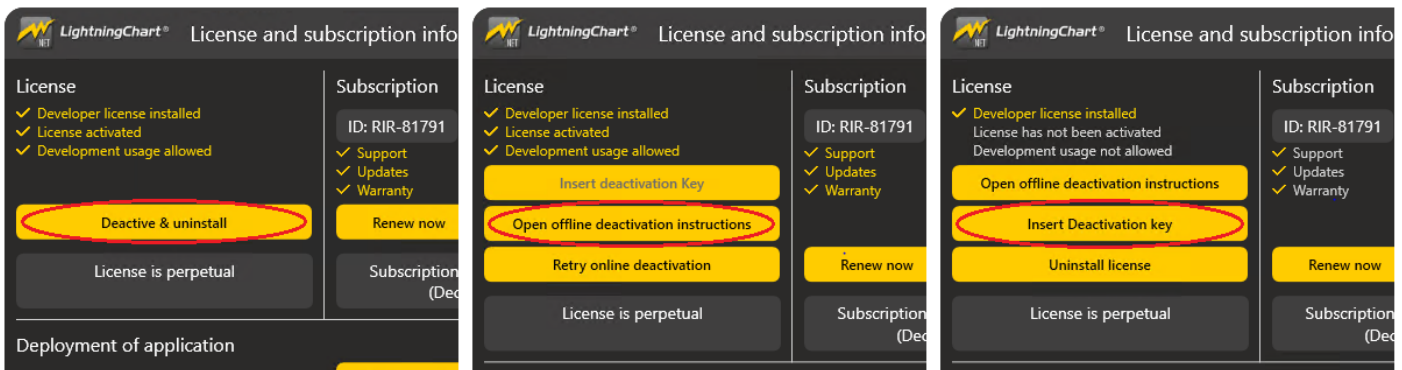 LightningChart® License and subscription info
.NET
License
Developer license installed
License activated
Development usage allowed
Deactive & uninstall
License is perpetual
Subscription
ID: RIR-81791
Support
Updates
Warranty
Renew now
Subscription
(Dec
Deployment of application
LightningChart® License and subscription info
.NET
License
Developer license installed
License activated
Development usage allowed
Insert deactivation Key
Open offline deactivation instructions
Retry online deactivation
License is perpetual
Subscription
ID: RIR-81791
Support
Updates
Warranty
Renew now
Subscription
(Dec
LightningChart® License and subscription info
.NET
License
Developer license installed
License has not been activated
Development usage not allowed
Open offline deactivation instructions
Insert Deactivation key
Uninstall license
License is perpetual
Subscription
ID: RIR-81791
Support
Updates
Warranty
Renew now
Subscription
(Dec